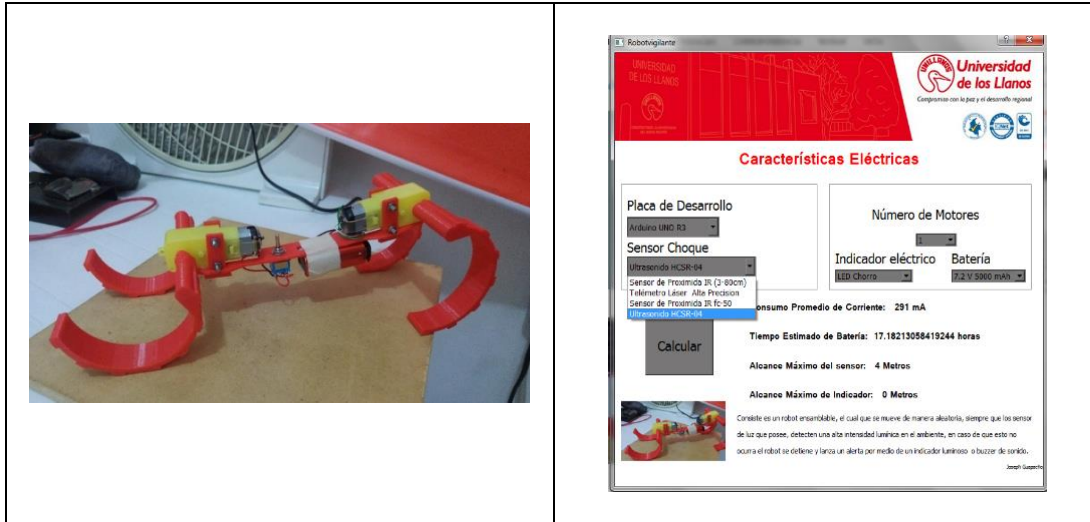 Robotvigilante
UNIVERSIDAD
DE LOS LLANOS
Universidad
de los Llanos
Compromiso con la paz y el desarrollo regional
Características Eléctricas
Placa de Desarrollo
Arduino UNO R3
Sensor Choque
Ultrasonido HCSR-04
Sensor de Proximida IR (3-80cm)
Telémetro Láser Alta Precision
Sensor de Proximida IR fc-50
Ultrasonido HCSR-04
Número de Motores
1
Indicador eléctrico Batería
LED Chorro 7.2 V 5000 mAh
Consumo Promedio de Corriente: 291 mA
Calcular
Tiempo Estimado de Batería: 17.18213058419244 horas
Alcance Máximo del sensor: 4 Metros
Alcance Máximo de Indicador: 0 Metros
Consiste es un robot ensamblable, el cual que se mueve de manera aleatoria, siempre que los sensor
de luz que posee, detecten una alta intensidad lumínica en el ambiente, en caso de que esto no
ocurra el robot se detiene y lanza un alerta por medio de un indicador luminoso o buzzer de sonido.